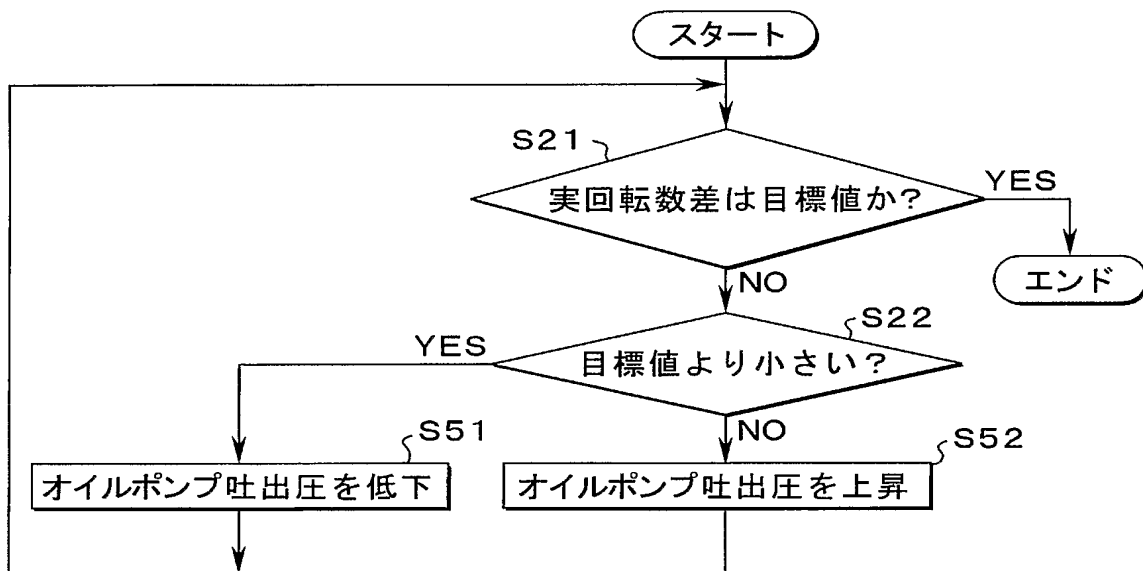 スタート
S21
実回転数差は目標値か?
YES
エンド
NO
S22
YES
目標値より小さい?
NO
S51
オイルポンプ吐出圧を低下
S52
オイルポンプ吐出圧を上昇